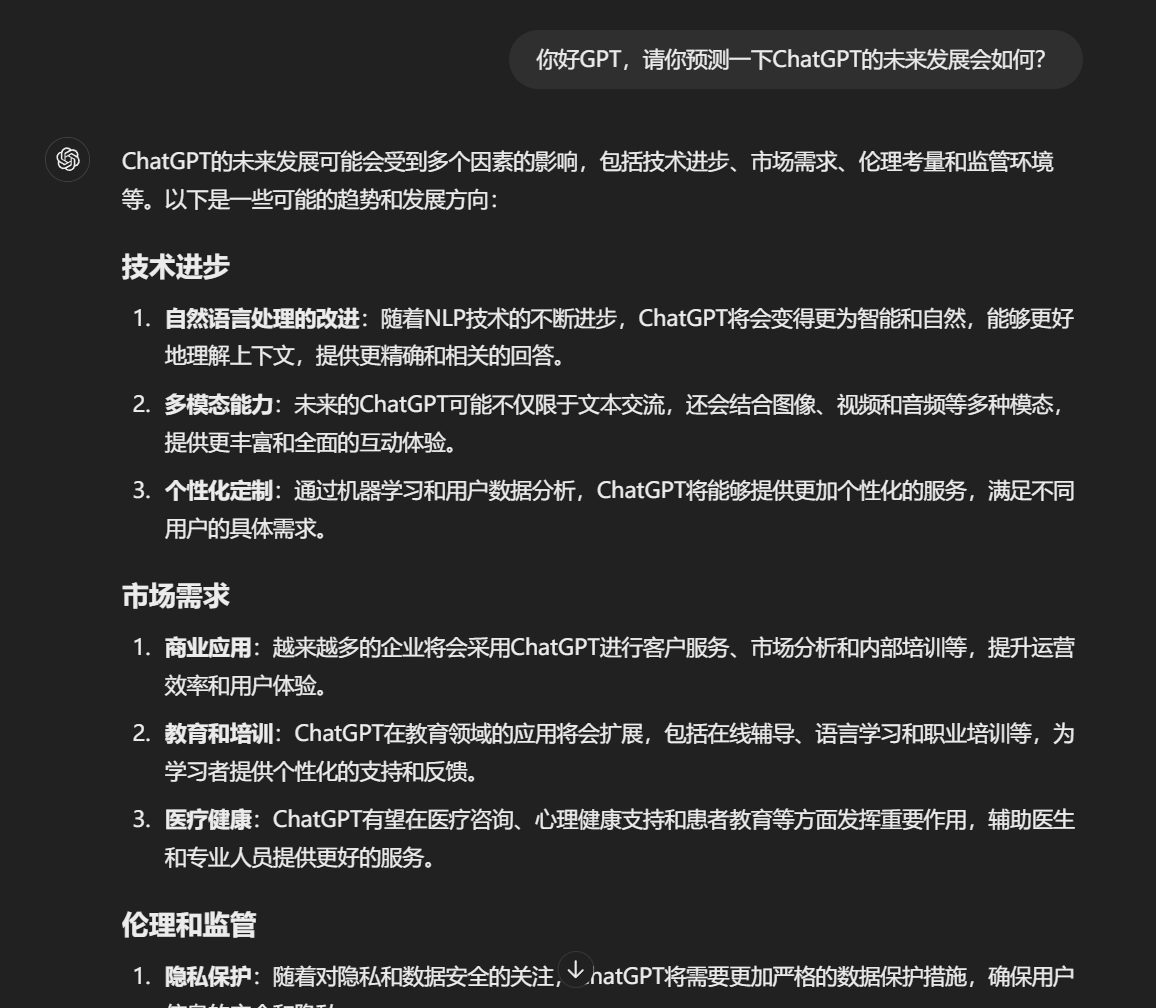 你好GPT，请你预测一下ChatGPT的未来发展会如何？
ChatGPT的未来发展可能会受到多个因素的影响，包括技术进步、市场需求、伦理考量和监管环境
等。以下是一些可能的趋势和发展方向：
技术进步
1. 自然语言处理的改进：随着NLP技术的不断进步，ChatGPT将会变得更为智能和自然，能够更好
地理解上下文，提供更精确和相关的回答。
2. 多模态能力：未来的ChatGPT可能不仅限于文本交流，还会结合图像、视频和音频等多种模态，
提供更丰富和全面的互动体验。
3. 个性化定制：通过机器学习和用户数据分析，ChatGPT将能够提供更加个性化的服务，满足不同
用户的具体需求。
市场需求
1. 商业应用：越来越多的企业将会采用ChatGPT进行客户服务、市场分析和内部培训等，提升运营
效率和用户体验。
2. 教育和培训：ChatGPT在教育领域的应用将会扩展，包括在线辅导、语言学习和职业培训等，为
学习者提供个性化的支持和反馈。
3. 医疗健康：ChatGPT有望在医疗咨询、心理健康支持和患者教育等方面发挥重要作用，辅助医生
和专业人员提供更好的服务。
伦理和监管
1. 隐私保护：随着对隐私和数据安全的关注，hatGPT将需要更加严格的数据保护措施，确保用户